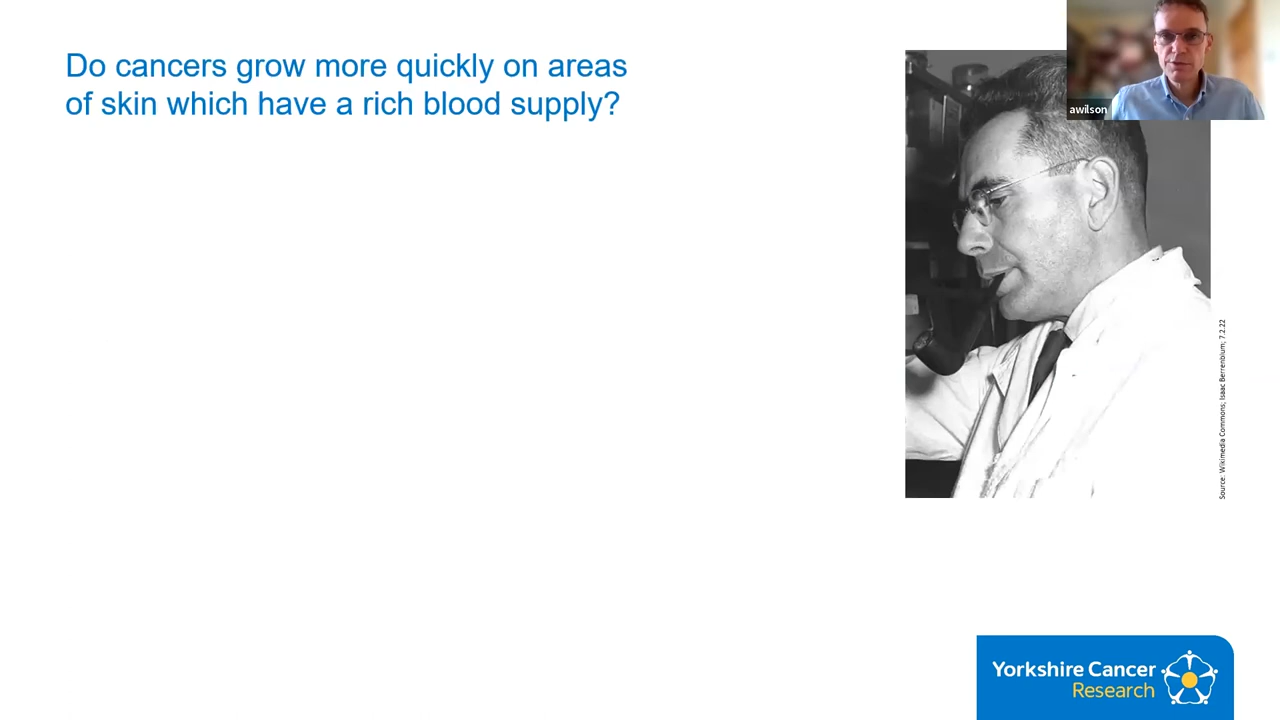 Do cancers grow more quickly on areas
of skin which have a rich blood supply?
awilson
Source: Wikimedia Commons; Isaac Berrenblum; 7.2.22
Yorkshire Cancer
Research